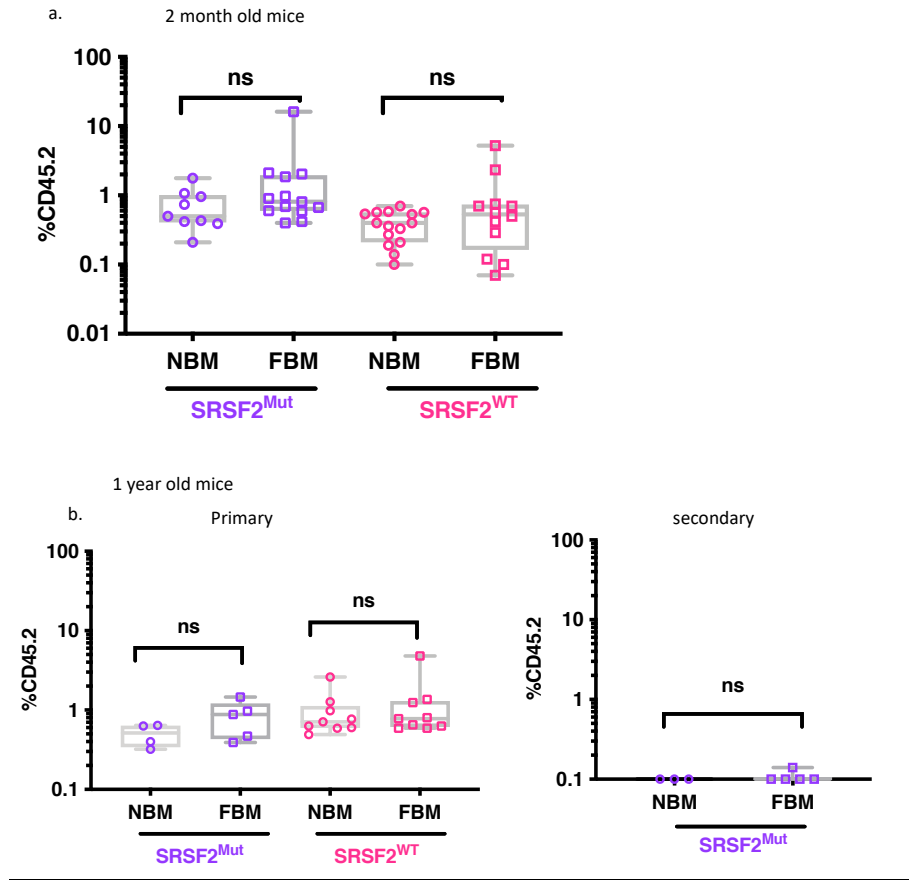 a.
2 month old mice
100
10
1
0.1
0.01
%CD45.2
ns
ns
NBM FBM NBM FBM
SRSF2Mut SRSF2WT
1 year old mice
b.
Primary
100
10
1
0.1
%CD45.2
ns
ns
NBM FBM NBM FBM
SRSF2Mut SRSF2WT
secondary
100
10
1
0.1
%CD45.2
ns
NBM FBM
SRSF2Mut